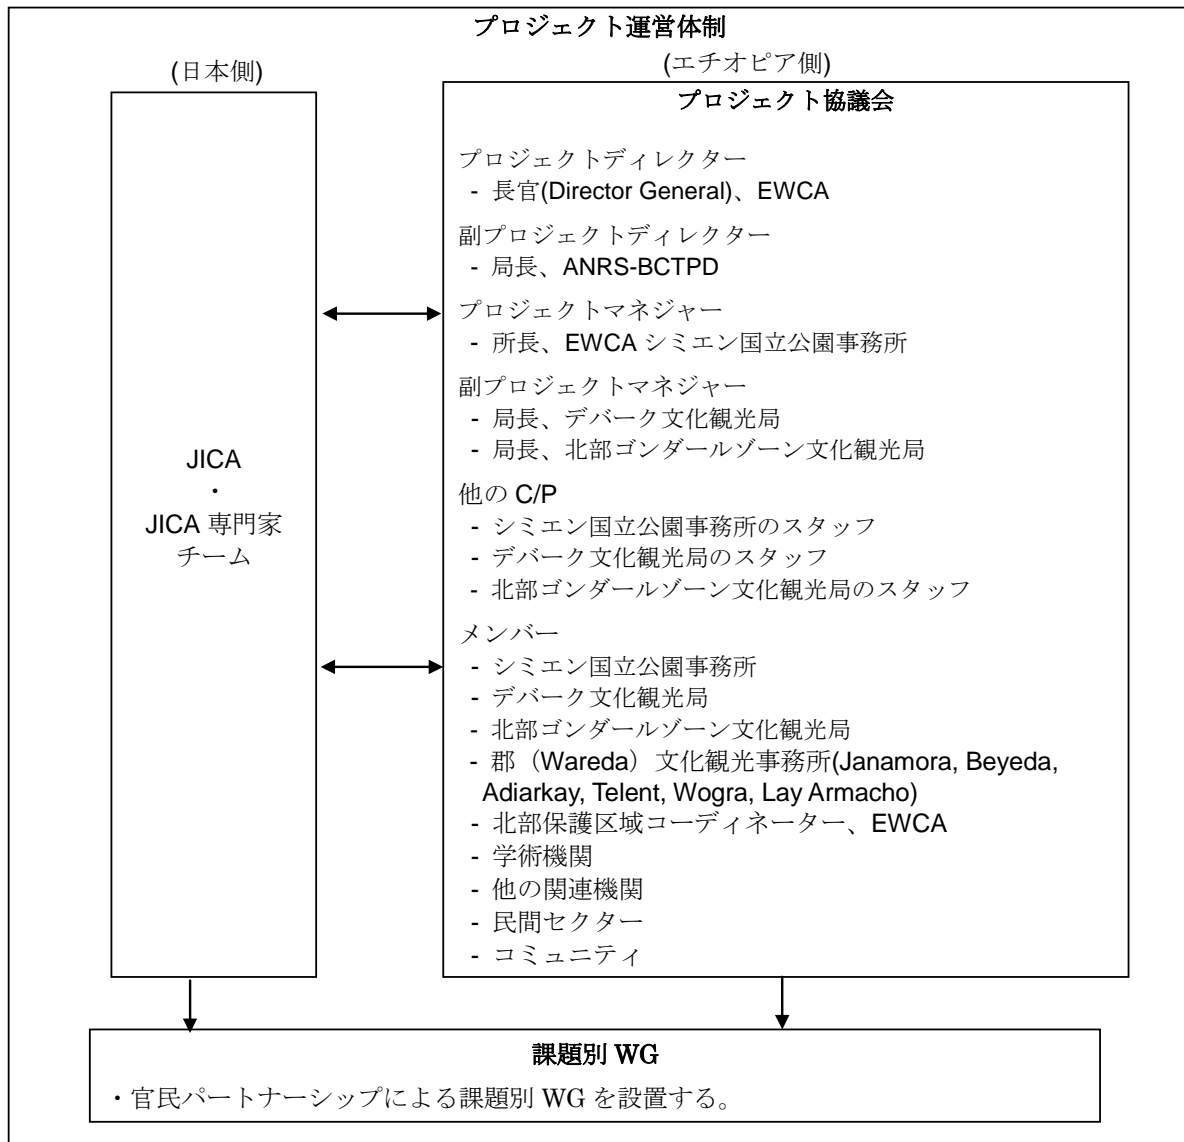 プロジェクト運営体制
(日本側)
(エチオピア側)
JICA
・
JICA 専門家
チーム
プロジェクト協議会
プロジェクトディレクター
- 長官(Director General)、EWCA
副プロジェクトディレクター
- 局長、ANRS-BCTPD
プロジェクトマネジャー
- 所長、EWCA シミエン国立公園事務所
副プロジェクトマネジャー
- 局長、デバーク文化観光局
- 局長、北部ゴンダールゾーン文化観光局
他の C/P
- シミエン国立公園事務所のスタッフ
- デバーク文化観光局のスタッフ
- 北部ゴンダールゾーン文化観光局のスタッフ
メンバー
- シミエン国立公園事務所
- デバーク文化観光局
- 北部ゴンダールゾーン文化観光局
- 郡（Wareda）文化観光事務所(Janamora, Beyeda,
Adiarkay, Telent, Wogra, Lay Armacho)
- 北部保護区域コーディネーター、EWCA
- 学術機関
- 他の関連機関
- 民間セクター
- コミュニティ
課題別 WG
・官民パートナーシップによる課題別 WG を設置する。